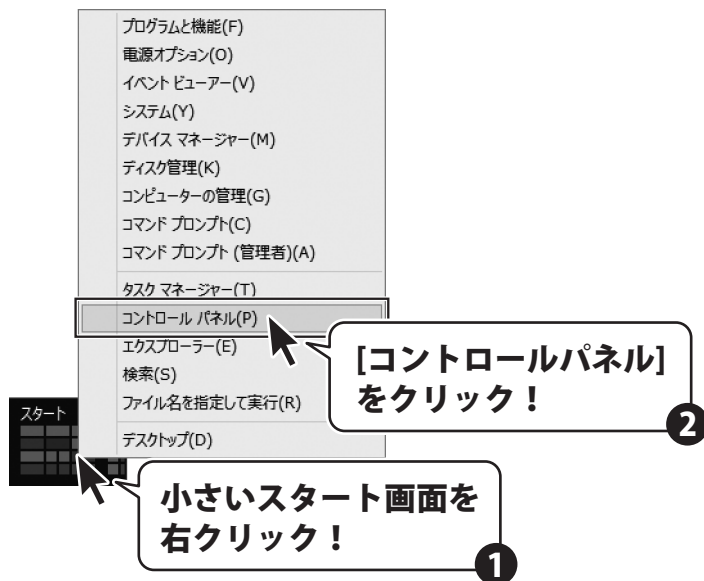 プログラムと機能(F)
電源オプション(O)
イベント ビューアー(V)
システム(Y)
デバイス マネージャー(M)
ディスク管理(K)
コンピューターの管理(G)
コマンド プロンプト(C)
コマンド プロンプト (管理者)(A)
タスク マネージャー(T)
コントロール パネル(P)
エクスプローラー(E)
検索(S)
ファイル名を指定して実行(R)
デスクトップ(D)
スタート
[コントロールパネル]
をクリック！
2
小さいスタート画面を
右クリック！
1